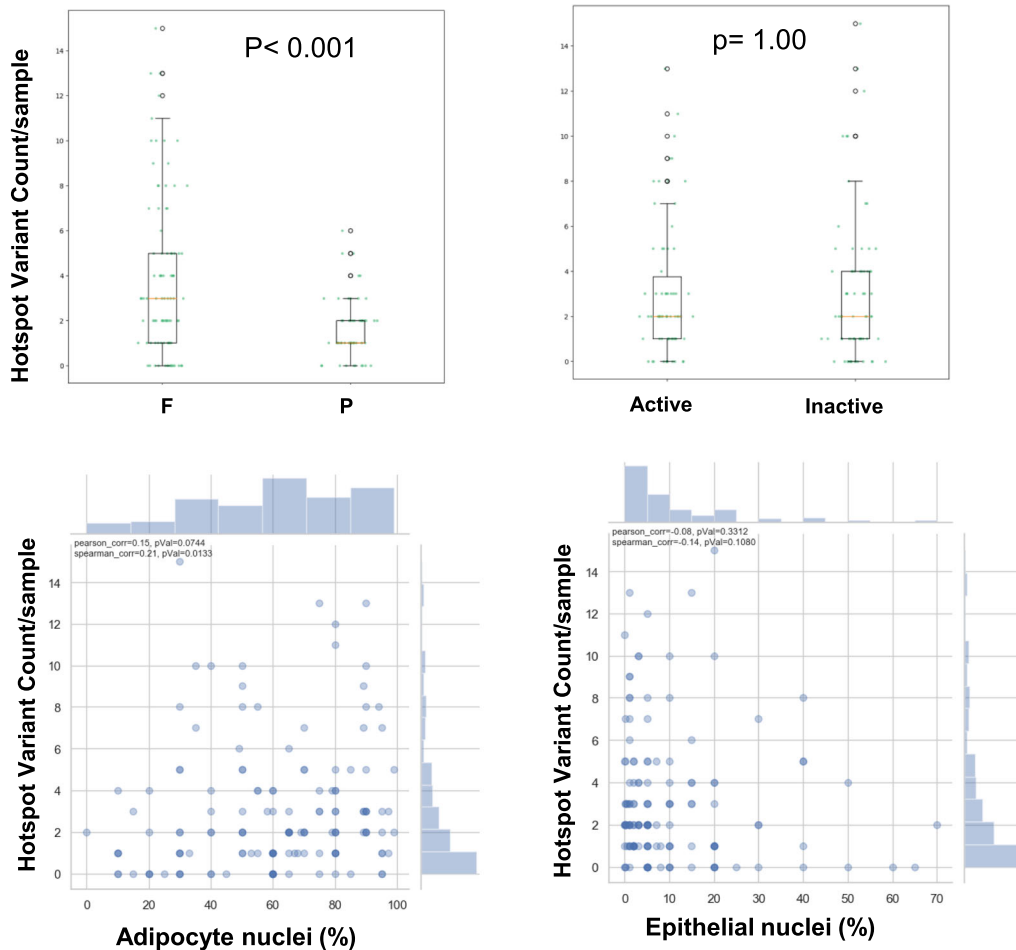 Hotspot Variant Count/sample
14
12
10
8
6
4
2
0
P< 0.001
F
P
14
12
10
8
6
4
2
0
p= 1.00
Active
Inactive
Hotspot Variant Count/sample
pearson_corr=0.15, pVal=0.0744
spearman_corr=0.21, pVal=0.0133
14
12
10
8
6
4
2
0
0 20 40 60 80 100
Adipocyte nuclei (%)
Hotspot Variant Count/sample
pearson_corr=-0.08, pVal=0.3312
spearman_corr=-0.14, pVal=0.1080
14
12
10
8
6
4
2
0
0 10 20 30 40 50 60 70
Epithelial nuclei (%)